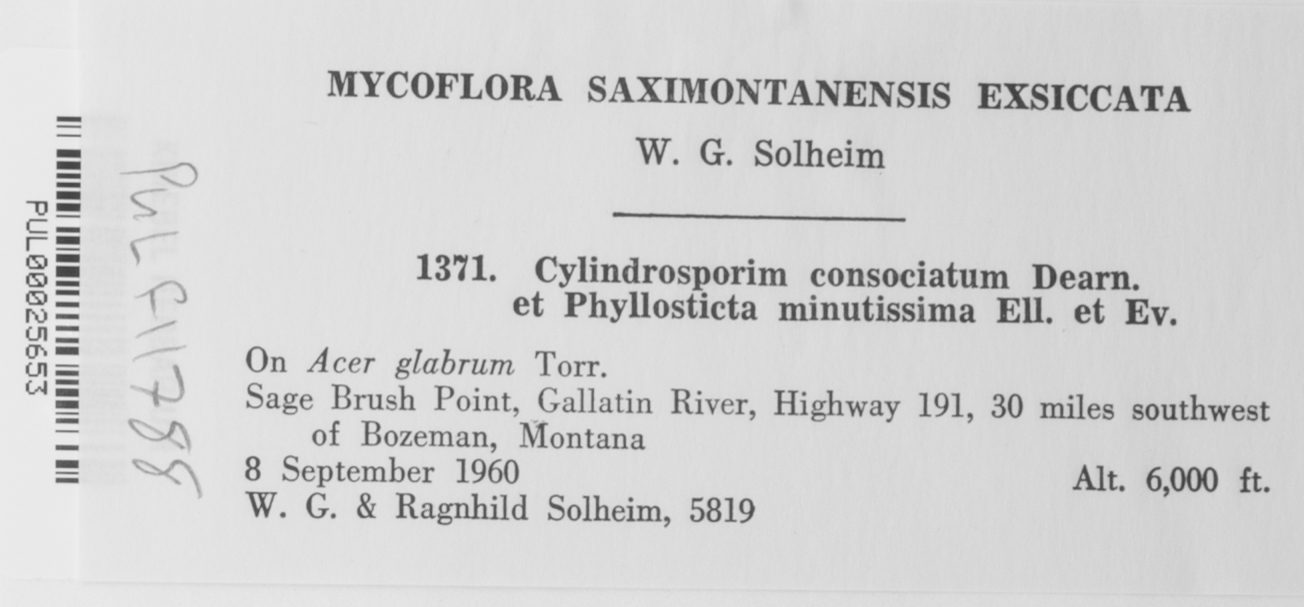 MYCOFLORA SAXIMONTANENSIS EXSICCATA
W. G. Solheim
1371. Cylindrosporim consociatum Dearn.
et Phyllosticta minutissima Ell. et Ev.
On Acer glabrum Torr.
Sage Brush Point, Gallatin River, Highway 191, 30 miles southwest
of Bozeman, Montana
8 September 1960 Alt. 6,000 ft.
W. G. & Ragnhild Solheim, 5819
PUL00025653
PUL F11788